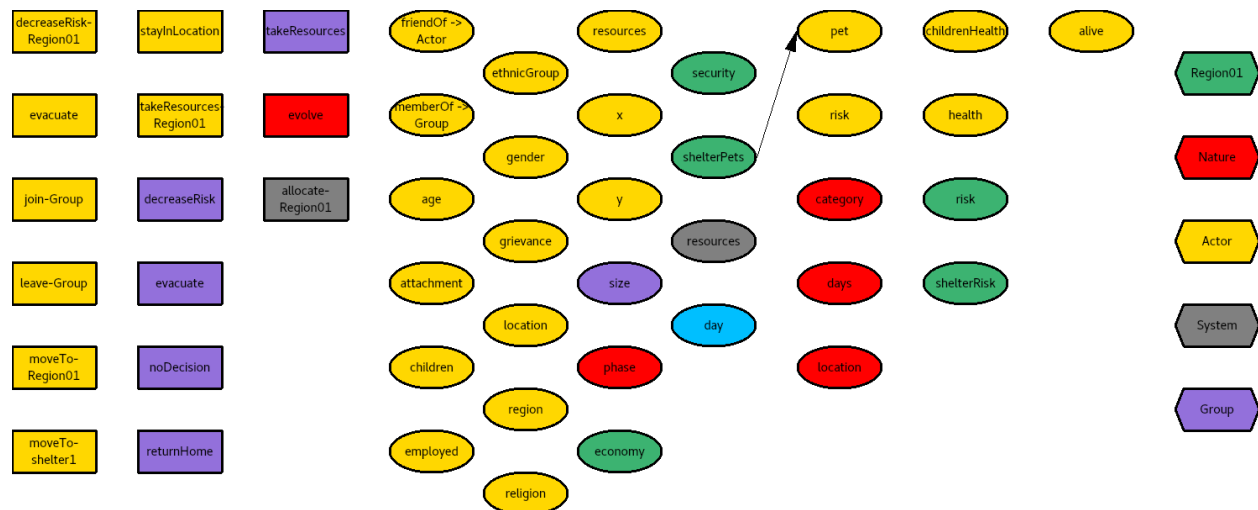 decreaseRisk-
Region01
stayInLocation
takeResources
friendOf ->
Actor
resources
pet
childrenHealth
alive
ethnicGroup
security
Region01
evacuate
takeResources-
Region01
evolve
memberOf ->
Group
x
risk
health
gender
shelterPets
Nature
join-Group
decreaseRisk
allocate-
Region01
age
y
category
risk
grievance
resources
Actor
leave-Group
evacuate
attachment
size
days
shelterRisk
location
day
System
moveTo-
Region01
noDecision
children
phase
location
region
Group
moveTo-
shelter1
returnHome
employed
economy
religion